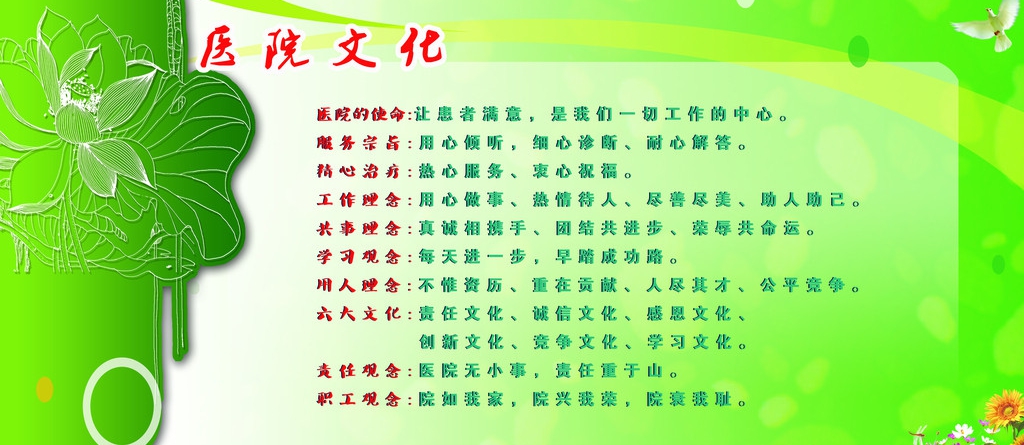 医院文化
医院的使命:让患者满意，是我们一切工作的中心。
服务宗旨:用心倾听，细心诊断、耐心解答。
精心治疗:热心服务、衷心祝福。
工作理念:用心做事、热情待人、尽善尽美、助人助己。
共事理念:真诚相携手、团结共进步、荣辱共命运。
学习观念:每天进一步，早踏成功路。
用人理念:不惟资历、重在贡献、人尽其才、公平竞争。
六大文化:责任文化、诚信文化、感恩文化、
创新文化、竞争文化、学习文化。
责任观念:医院无小事，责任重于山。
职工观念:院如我家，院兴我荣，院衰我耻。